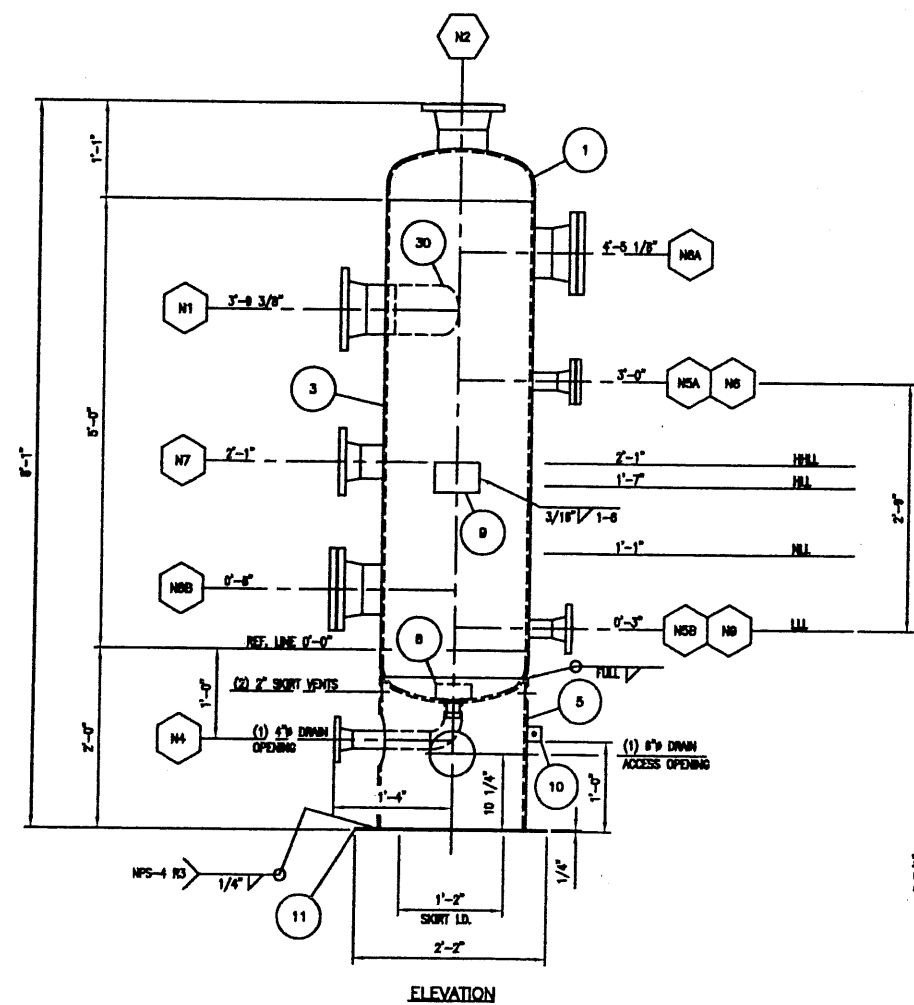 N2
1'-1"
1
30
4'-5 1/8"
N8A
N1
3'-9 3/8"
3'-0"
N5A
N6
3
5'-0"
8'-1"
N7
2'-1"
2'-1"
HHLL
1'-7"
HLL
3/16"
1-6
9
2'-9"
1'-1"
NLL
N8B
0'-8"
0'-3"
N5B
N9
LLL
REF. LINE 0'-0"
8
FULL
(2) 2" SKIRT VENTS
1'-0"
5
2'-0"
N4
(1) 4"ø DRAIN
OPENING
(1) 8"ø DRAIN
ACCESS OPENING
10
1'-0"
1'-4"
10 1/4"
NPS-4 R3
1/4"
1/4"
11
1'-2"
SKIRT I.D.
2'-2"
ELEVATION